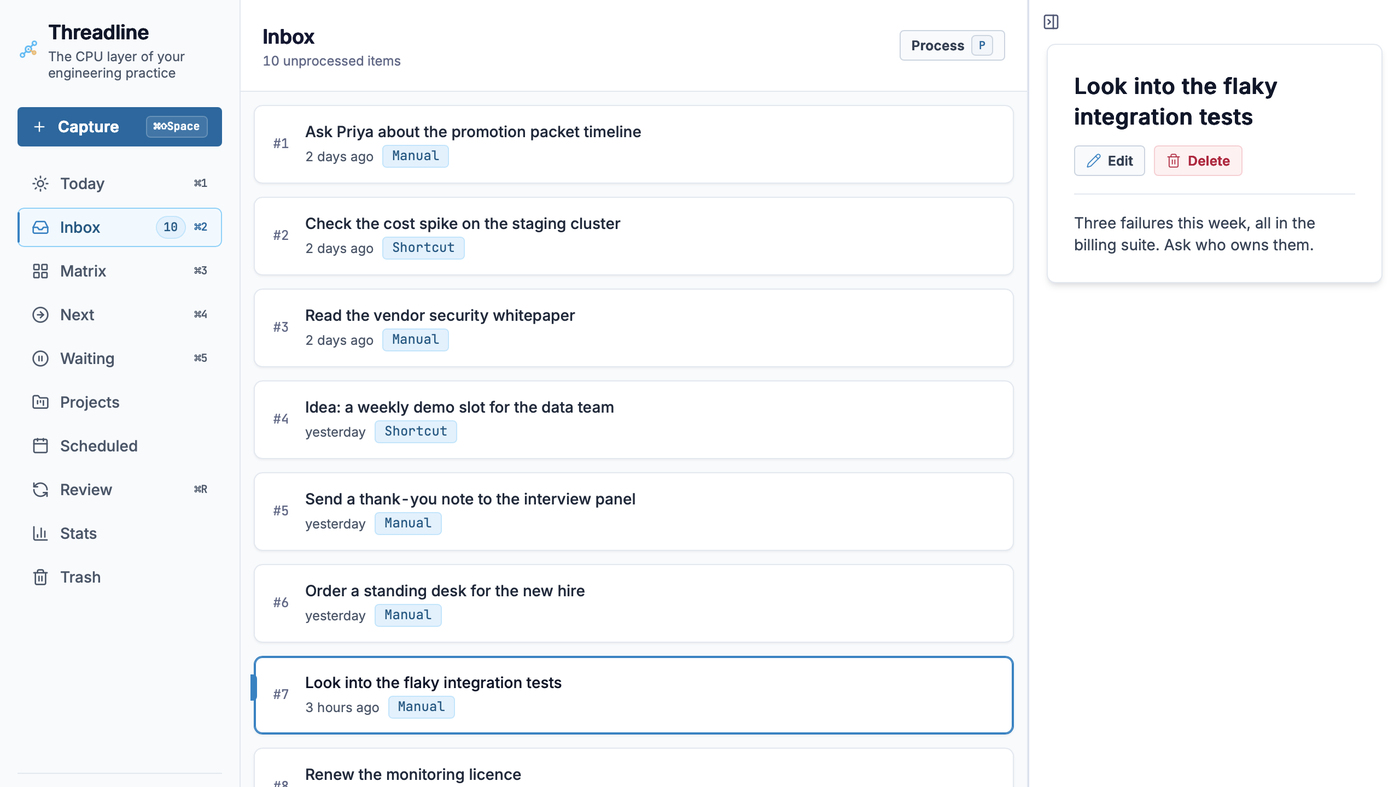 Threadline
The CPU layer of your
engineering practice
Capture ⌘⇧Space
Today ⌘1
Inbox 10 ⌘2
Matrix ⌘3
Next ⌘4
Waiting ⌘5
Projects
Scheduled
Review ⌘R
Stats
Trash
Inbox
10 unprocessed items
Process P
#1
Ask Priya about the promotion packet timeline
2 days ago Manual
#2
Check the cost spike on the staging cluster
2 days ago Shortcut
#3
Read the vendor security whitepaper
2 days ago Manual
#4
Idea: a weekly demo slot for the data team
yesterday Shortcut
#5
Send a thank-you note to the interview panel
yesterday Manual
#6
Order a standing desk for the new hire
yesterday Manual
#7
Look into the flaky integration tests
3 hours ago Manual
#8
Renew the monitoring licence
Look into the flaky
integration tests
Edit Delete
Three failures this week, all in the
billing suite. Ask who owns them.